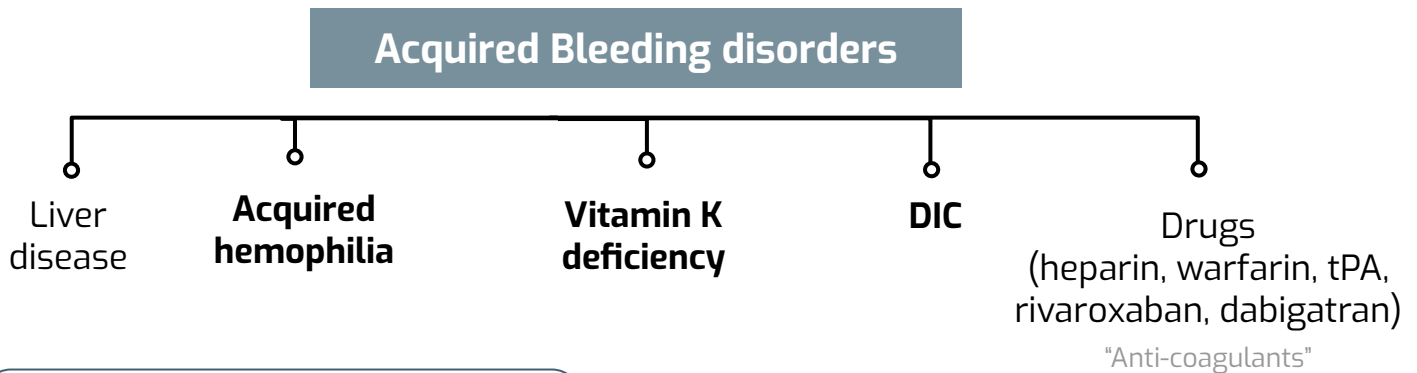 Acquired Bleeding disorders
Liver
disease
Acquired
hemophilia
Vitamin K
deficiency
DIC
Drugs
(heparin, warfarin, tPA,
rivaroxaban, dabigatran)
“Anti-coagulants”